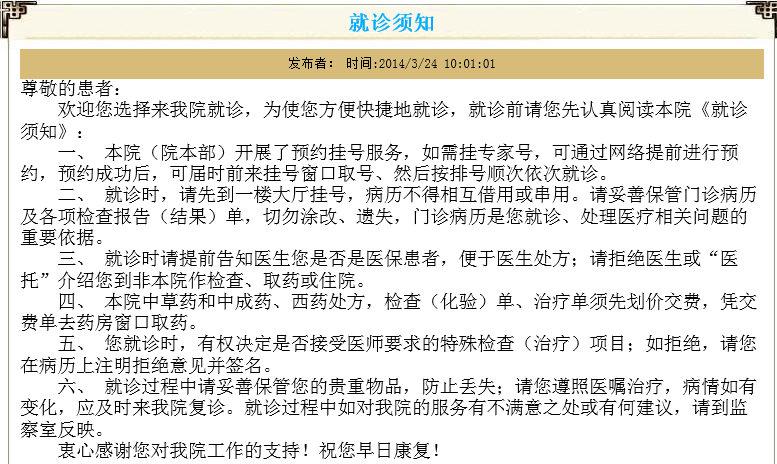 就诊须知
发布者： 时间:2014/3/24 10:01:01
尊敬的患者：
欢迎您选择来我院就诊，为使您方便快捷地就诊，就诊前请您先认真阅读本院《就诊
须知》：
一、 本院（院本部）开展了预约挂号服务，如需挂专家号，可通过网络提前进行预
约，预约成功后，可届时前来挂号窗口取号、然后按排号顺次依次就诊。
二、 就诊时，请先到一楼大厅挂号，病历不得相互借用或串用。请妥善保管门诊病历
及各项检查报告（结果）单，切勿涂改、遗失，门诊病历是您就诊、处理医疗相关问题的
重要依据。
三、 就诊时请提前告知医生您是否是医保患者，便于医生处方；请拒绝医生或“医
托”介绍您到非本院作检查、取药或住院。
四、 本院中草药和中成药、西药处方，检查（化验）单、治疗单须先划价交费，凭交
费单去药房窗口取药。
五、 您就诊时，有权决定是否接受医师要求的特殊检查（治疗）项目；如拒绝，请您
在病历上注明拒绝意见并签名。
六、 就诊过程中请妥善保管您的贵重物品，防止丢失；请您遵照医嘱治疗，病情如有
变化，应及时来我院复诊。就诊过程中如对我院的服务有不满意之处或有何建议，请到监
察室反映。
衷心感谢您对我院工作的支持！祝您早日康复！